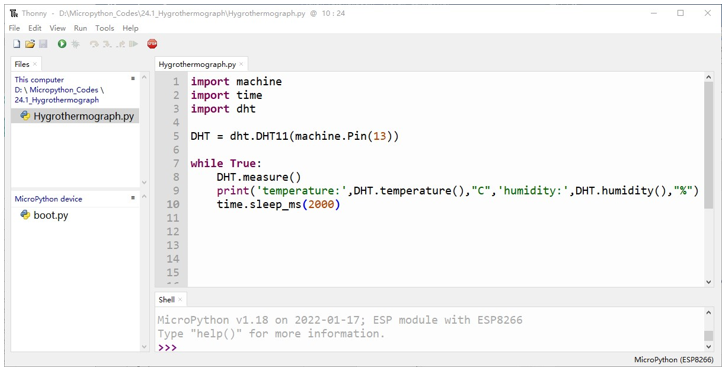 Thonny - D:\Micropython_Codes\24.1_Hygrothermograph\Hygrothermograph.py @ 10 : 24
File Edit View Run Tools Help
STOP
Files
This computer
D: \ Micropython_Codes \
24.1_Hygrothermograph
Hygrothermograph.py
MicroPython device
boot.py
Hygrothermograph.py
1 import machine
2 import time
3 import dht
4
5 DHT = dht.DHT11(machine.Pin(13))
6
7 while True:
8 DHT.measure()
9 print('temperature:',DHT.temperature(),"C",'humidity:',DHT.humidity(),"%")
10 time.sleep_ms(2000)
11
12
13
14
15
16
Shell
MicroPython v1.18 on 2022-01-17; ESP module with ESP8266
Type "help()" for more information.
>>>
MicroPython (ESP8266)